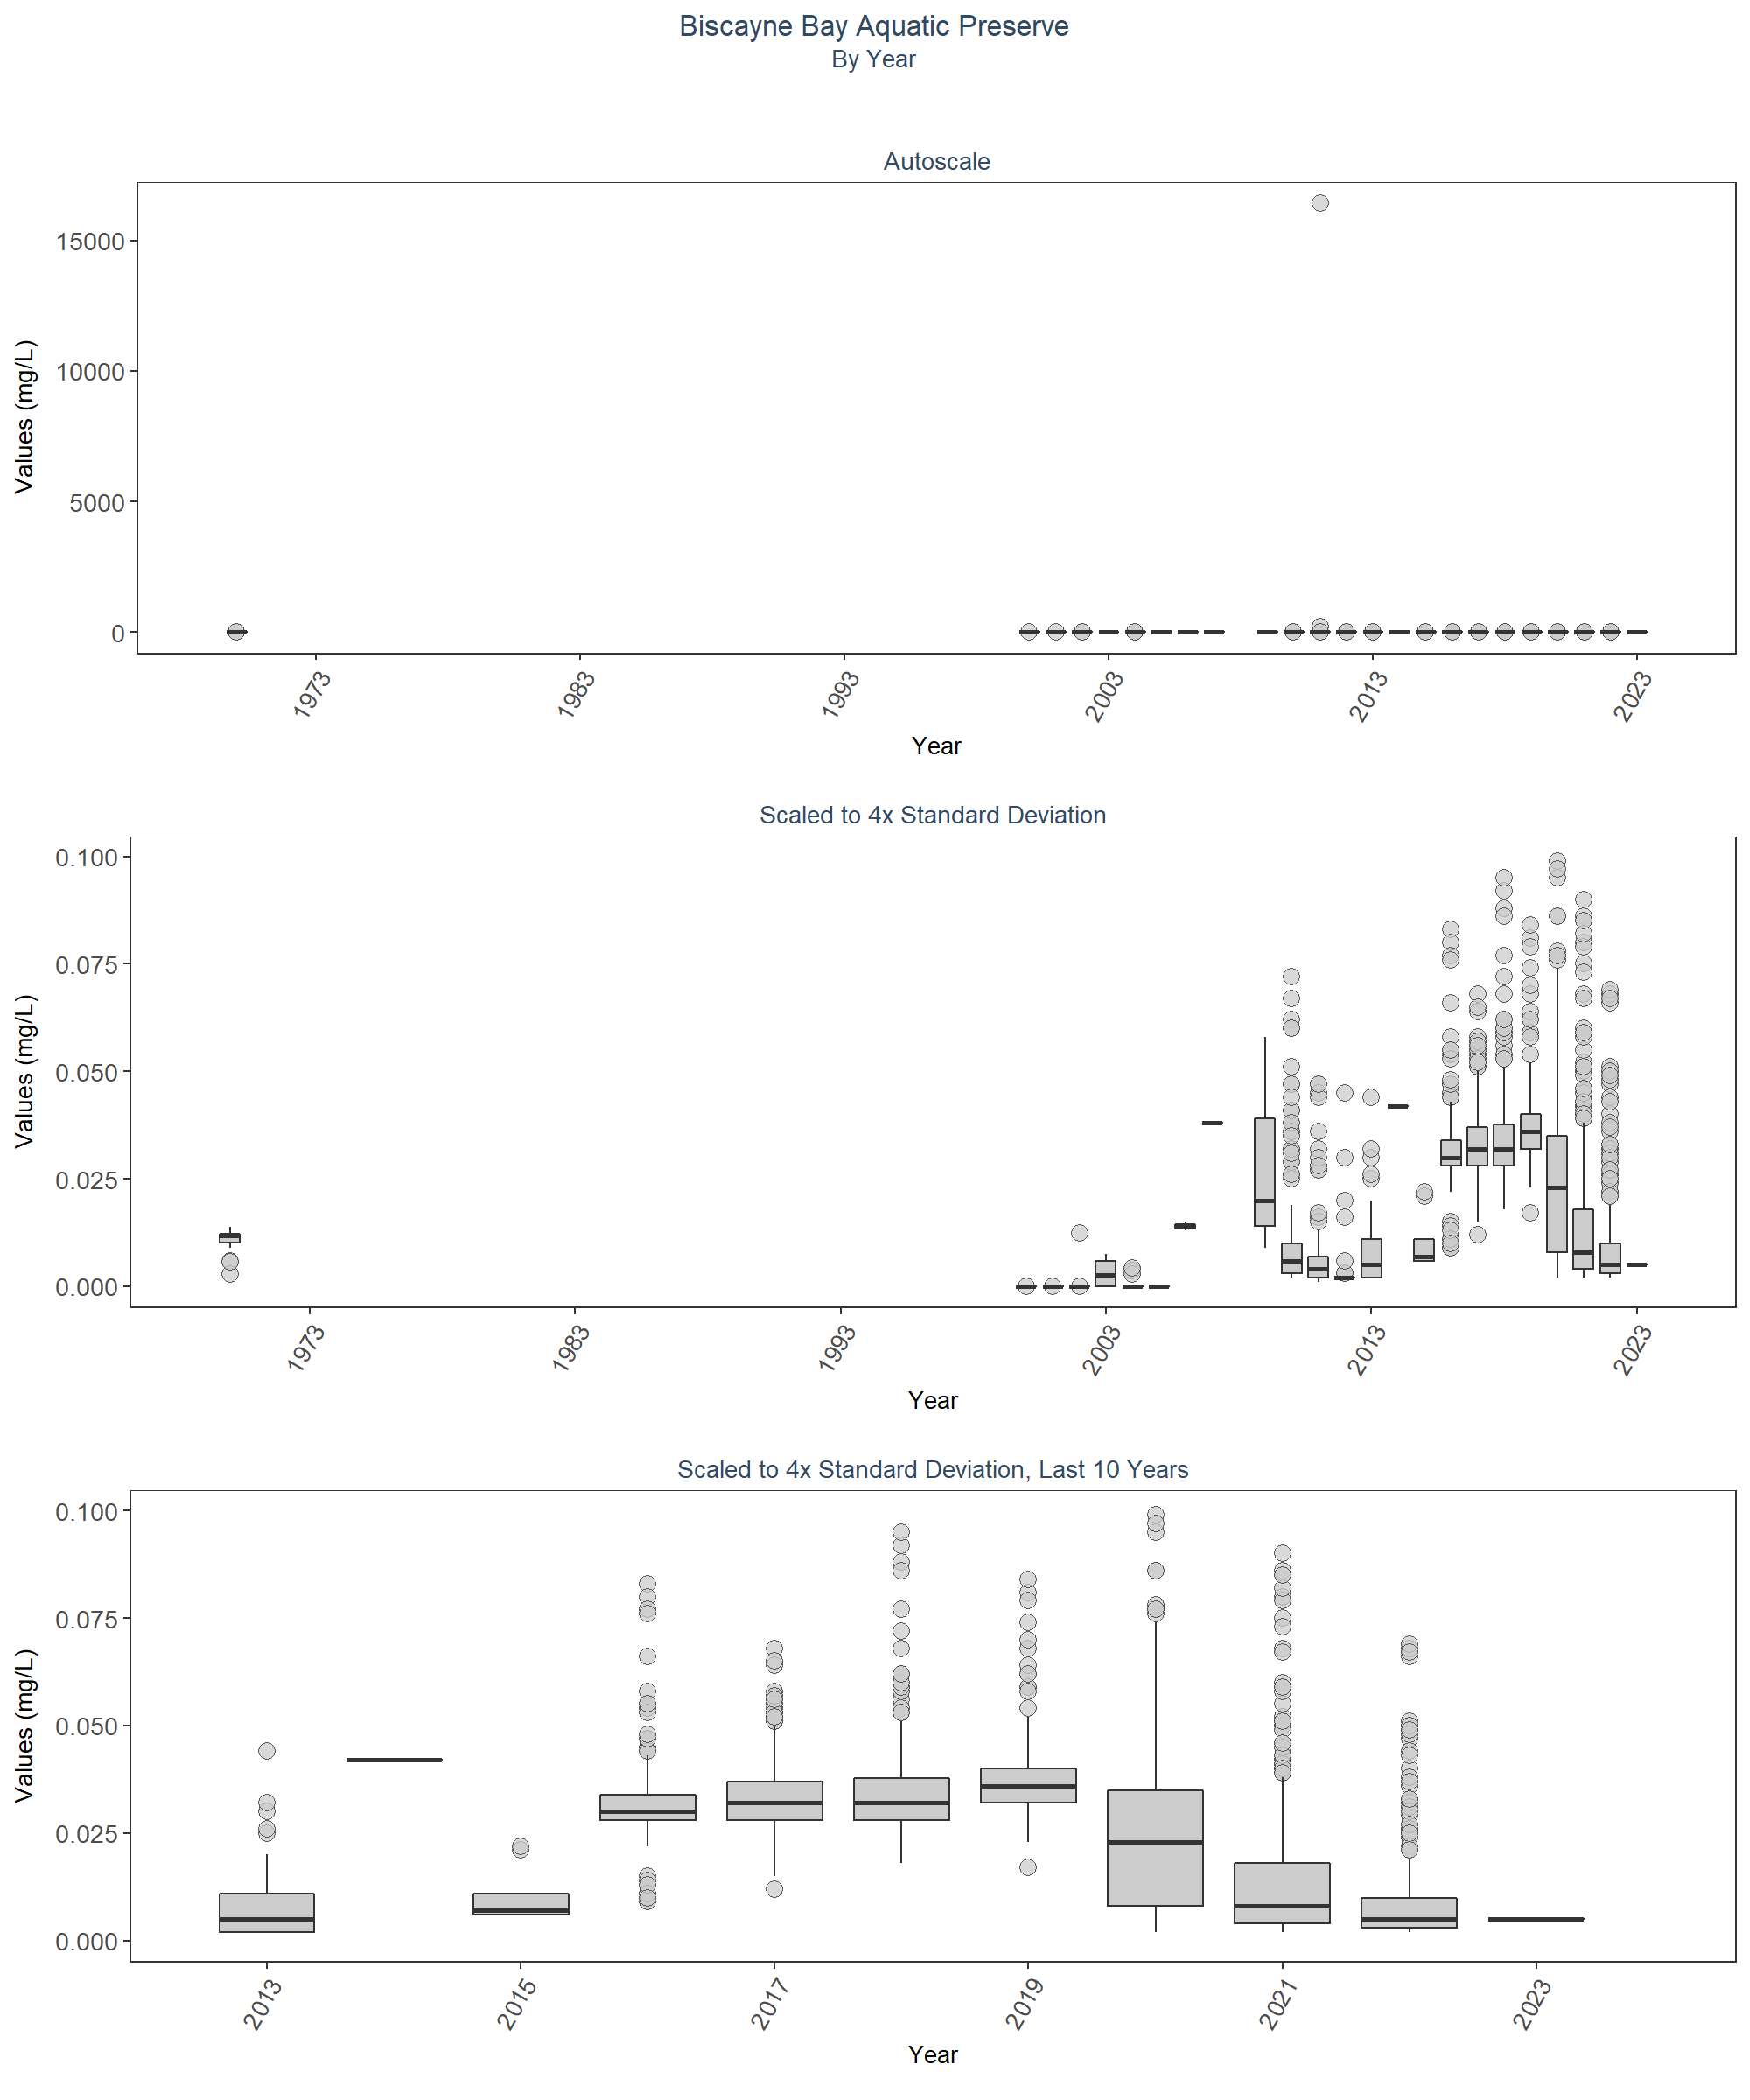 Biscayne Bay Aquatic Preserve
By Year
Autoscale
Values (mg/L)
15000
10000
5000
0
1973
1983
1993
2003
2013
2023
Year
Scaled to 4x Standard Deviation
Values (mg/L)
0.100
0.075
0.050
0.025
0.000
1973
1983
1993
2003
2013
2023
Year
Scaled to 4x Standard Deviation, Last 10 Years
Values (mg/L)
0.100
0.075
0.050
0.025
0.000
2013
2015
2017
2019
2021
2023
Year